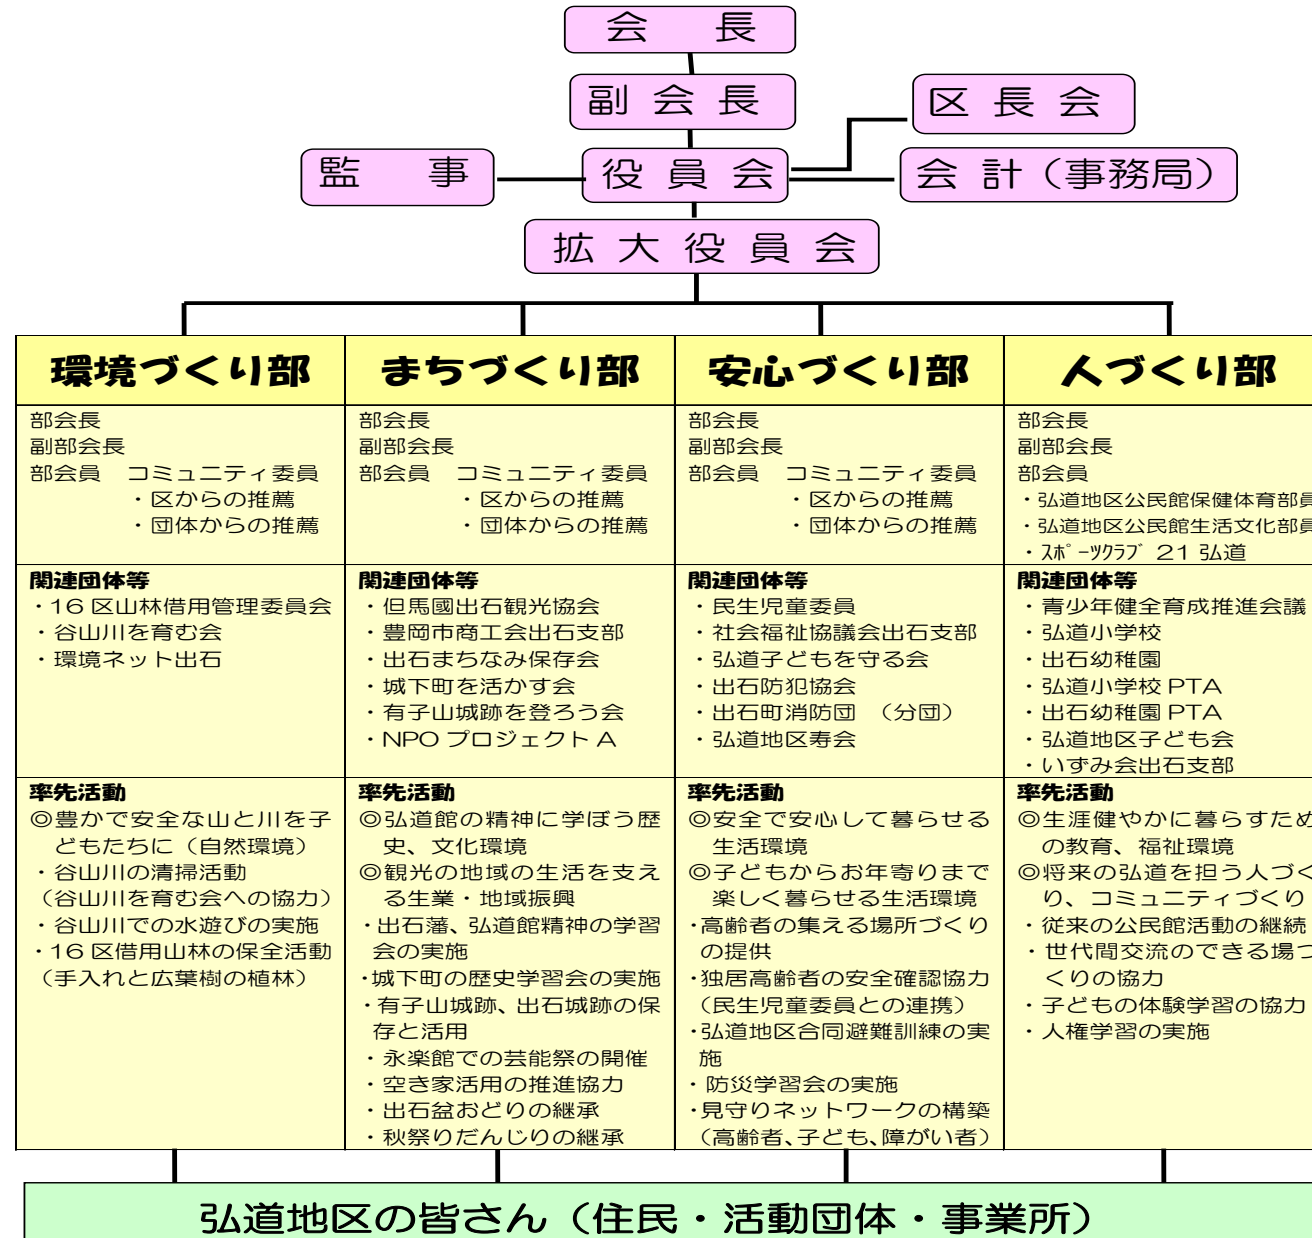 会　長
副会長
区長会
監　事
役員会
会計（事務局）
拡大役員会
環境づくり部
部会長
副部会長
部会員　コミュニティ委員
・区からの推薦
・団体からの推薦
関連団体等
・16区山林借用管理委員会
・谷山川を育む会
・環境ネット出石
率先活動
◎豊かで安全な山と川を子
どもたちに（自然環境）
・谷山川の清掃活動
（谷山川を育む会への協力）
・谷山川での水遊びの実施
・16区借用山林の保全活動
（手入れと広葉樹の植林）
まちづくり部
部会長
副部会長
部会員　コミュニティ委員
・区からの推薦
・団体からの推薦
関連団体等
・但馬國出石観光協会
・豊岡市商工会出石支部
・出石まちなみ保存会
・城下町を活かす会
・有子山城跡を登ろう会
・NPOプロジェクトA
率先活動
◎弘道館の精神に学ぼう歴
史、文化環境
◎観光の地域の生活を支え
る生業・地域振興
・出石藩、弘道館精神の学習
会の実施
・城下町の歴史学習会の実施
・有子山城跡、出石城跡の保
存と活用
・永楽館での芸能祭の開催
・空き家活用の推進協力
・出石盆おどりの継承
・秋祭りだんじりの継承
安心づくり部
部会長
副部会長
部会員　コミュニティ委員
・区からの推薦
・団体からの推薦
関連団体等
・民生児童委員
・社会福祉協議会出石支部
・弘道子どもを守る会
・出石防犯協会
・出石町消防団　（分団）
・弘道地区寿会
率先活動
◎安全で安心して暮らせる
生活環境
◎子どもからお年寄りまで
楽しく暮らせる生活環境
・高齢者の集える場所づくり
の提供
・独居高齢者の安全確認協力
（民生児童委員との連携）
・弘道地区合同避難訓練の実
施
・防災学習会の実施
・見守りネットワークの構築
（高齢者、子ども、障がい者）
人づくり部
部会長
副部会長
部会員
・弘道地区公民館保健体育部員
・弘道地区公民館生活文化部員
・ｽﾎﾟｰﾂｸﾗﾌﾞ 21 弘道
関連団体等
・青少年健全育成推進会議
・弘道小学校
・出石幼稚園
・弘道小学校PTA
・出石幼稚園PTA
・弘道地区子ども会
・いずみ会出石支部
率先活動
◎生涯健やかに暮らすため
の教育、福祉環境
◎将来の弘道を担う人づく
り、コミュニティづくり
・従来の公民館活動の継続
・世代間交流のできる場づ
くりの協力
・子どもの体験学習の協力
・人権学習の実施
弘道地区の皆さん（住民・活動団体・事業所）